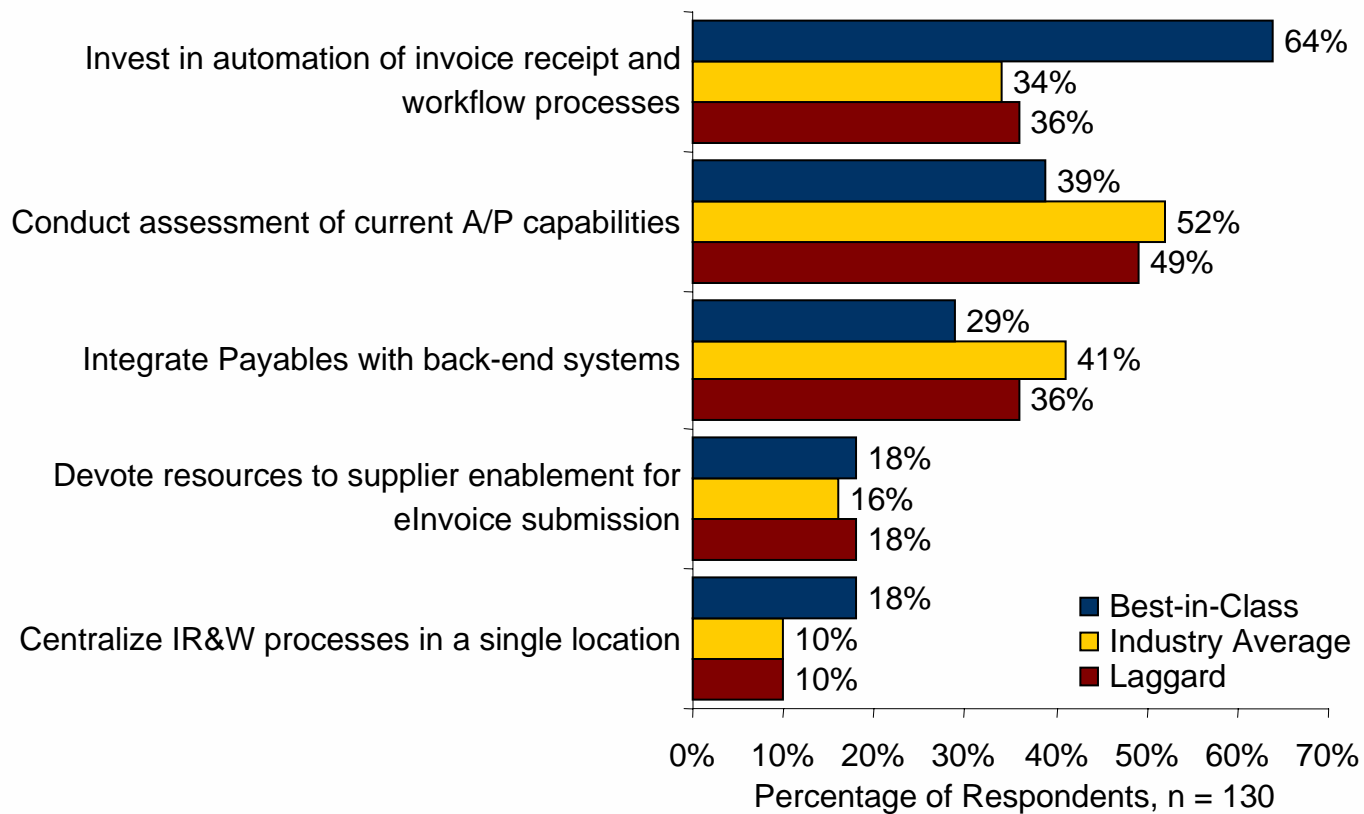 Invest in automation of invoice receipt and
workflow processes
64%
34%
36%
Conduct assessment of current A/P capabilities
39%
52%
49%
Integrate Payables with back-end systems
29%
41%
36%
Devote resources to supplier enablement for
eInvoice submission
18%
16%
18%
Centralize IR&W processes in a single location
18%
10%
10%
Best-in-Class
Industry Average
Laggard
0% 10% 20% 30% 40% 50% 60% 70%
Percentage of Respondents, n = 130